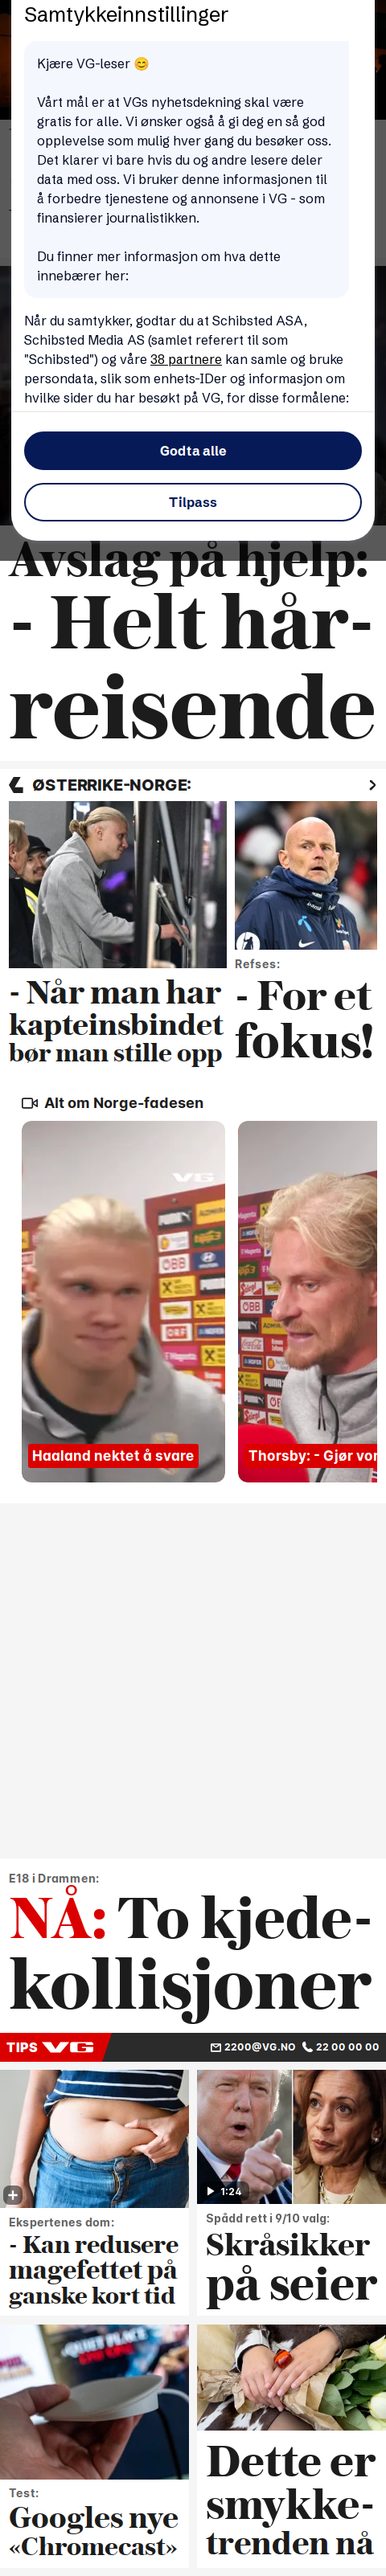 Samtykkeinnstillinger
Kjære VG-leser 😊
Vårt mål er at VGs nyhetsdekning skal være
gratis for alle. Vi ønsker også å gi deg en så god
opplevelse som mulig hver gang du besøker oss.
Det klarer vi bare hvis du og andre lesere deler
data med oss. Vi bruker denne informasjonen til
å forbedre tjenestene og annonsene i VG - som
finansierer journalistikken.
Du finner mer informasjon om hva dette
innebærer her:
Når du samtykker, godtar du at Schibsted ASA,
Schibsted Media AS (samlet referert til som
"Schibsted") og våre 38 partnere kan samle og bruke
persondata, slik som enhets-IDer og informasjon om
hvilke sider du har besøkt på VG, for disse formålene:
Godta alle
Tilpass
Avslag på hjelp:
- Helt hår-
reisende
ØSTERRIKE-NORGE:
- Når man har
kapteinsbindet
bør man stille opp
Refses:
- For et
fokus!
Alt om Norge-fadesen
VG
Haaland nektet å svare
Thorsby: - Gjør vor
E18 i Drammen:
NÅ: To kjede-
kollisjoner
TIPS VG 2200@VG.NO 22 00 00 00
Ekspertenes dom:
- Kan redusere
magefettet på
ganske kort tid
1:24
Spådd rett i 9/10 valg:
Skråsikker
på seier
Test:
Googles nye
«Chromecast»
Dette er
smykke-
trenden nå